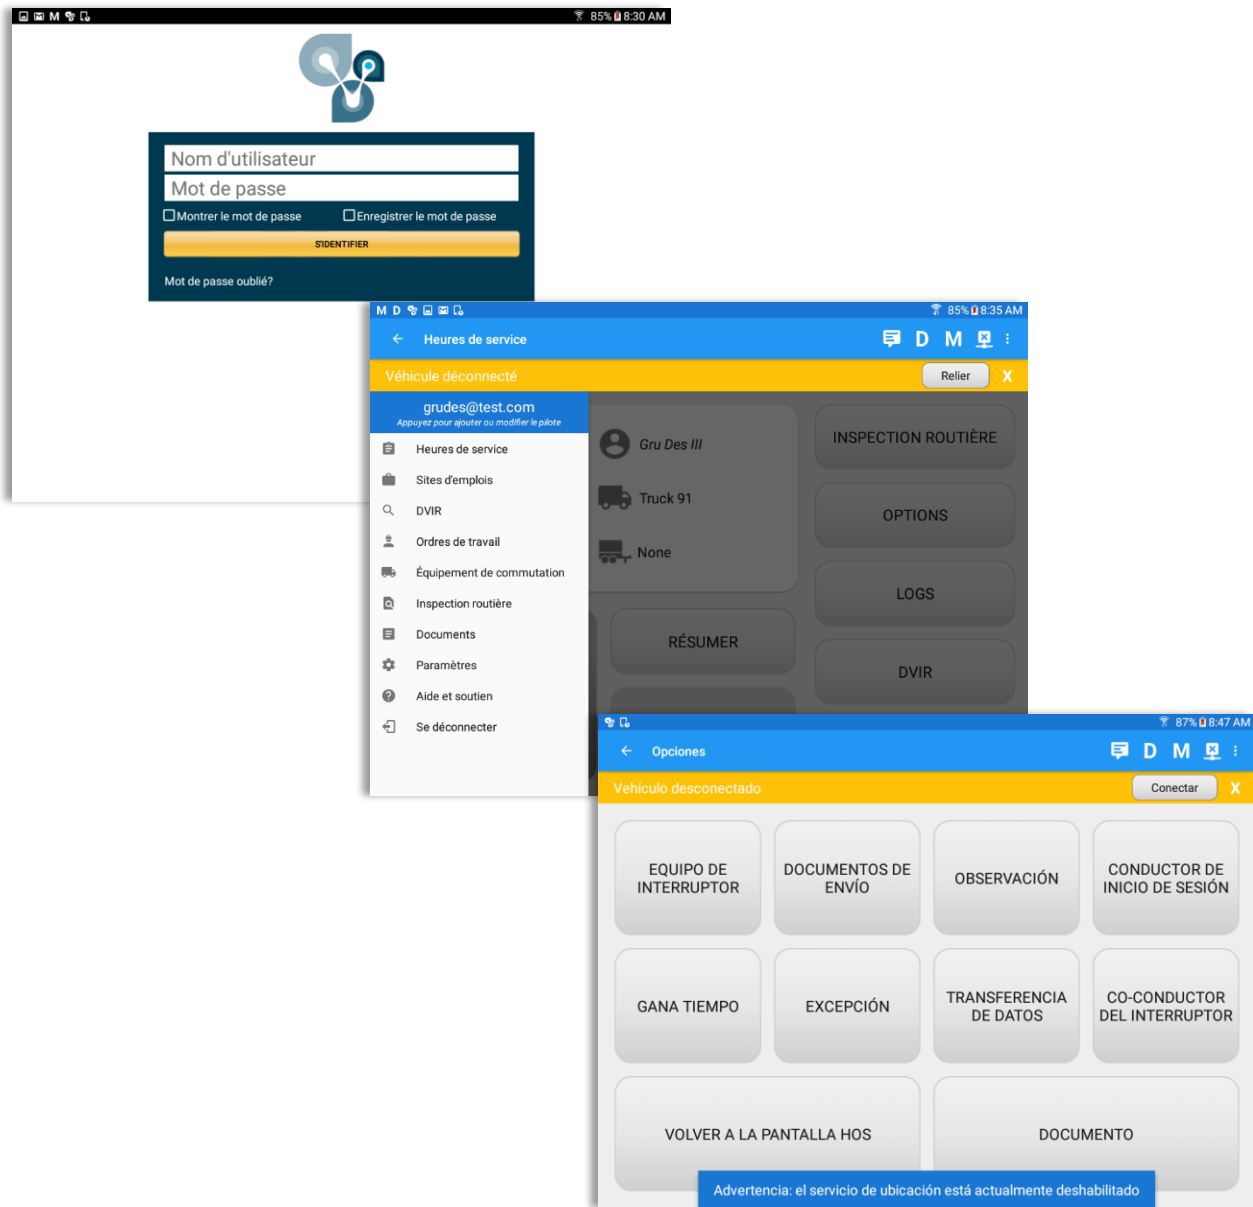 M 85% 8:30 AM
Nom d'utilisateur
Mot de passe
Montrer le mot de passe Enregistrer le mot de passe
S'IDENTIFIER
Mot de passe oublié?
M D 85% 8:35 AM
Heures de service D M
Véhicule déconnecté Relier X
grudes@test.com
Appuyez pour ajouter ou modifier le pilote
Heures de service
Sites d'emplois
DVIR
Ordres de travail
Équipement de commutation
Inspection routière
Documents
Paramètres
Aide et soutien
Se déconnecter
Gru Des III
Truck 91
None
RÉSUMER
INSPECTION ROUTIÈRE
OPTIONS
LOGS
DVIR
87% 8:47 AM
Opciones D M
Vehículo desconectado Conectar X
EQUIPO DE
INTERRUPTOR
DOCUMENTOS DE
ENVÍO
OBSERVACIÓN
CONDUCTOR DE
INICIO DE SESIÓN
GANA TIEMPO
EXCEPCIÓN
TRANSFERENCIA
DE DATOS
CO-CONDUCTOR
DEL INTERRUPTOR
VOLVER A LA PANTALLA HOS
DOCUMENTO
Advertencia: el servicio de ubicación está actualmente deshabilitado